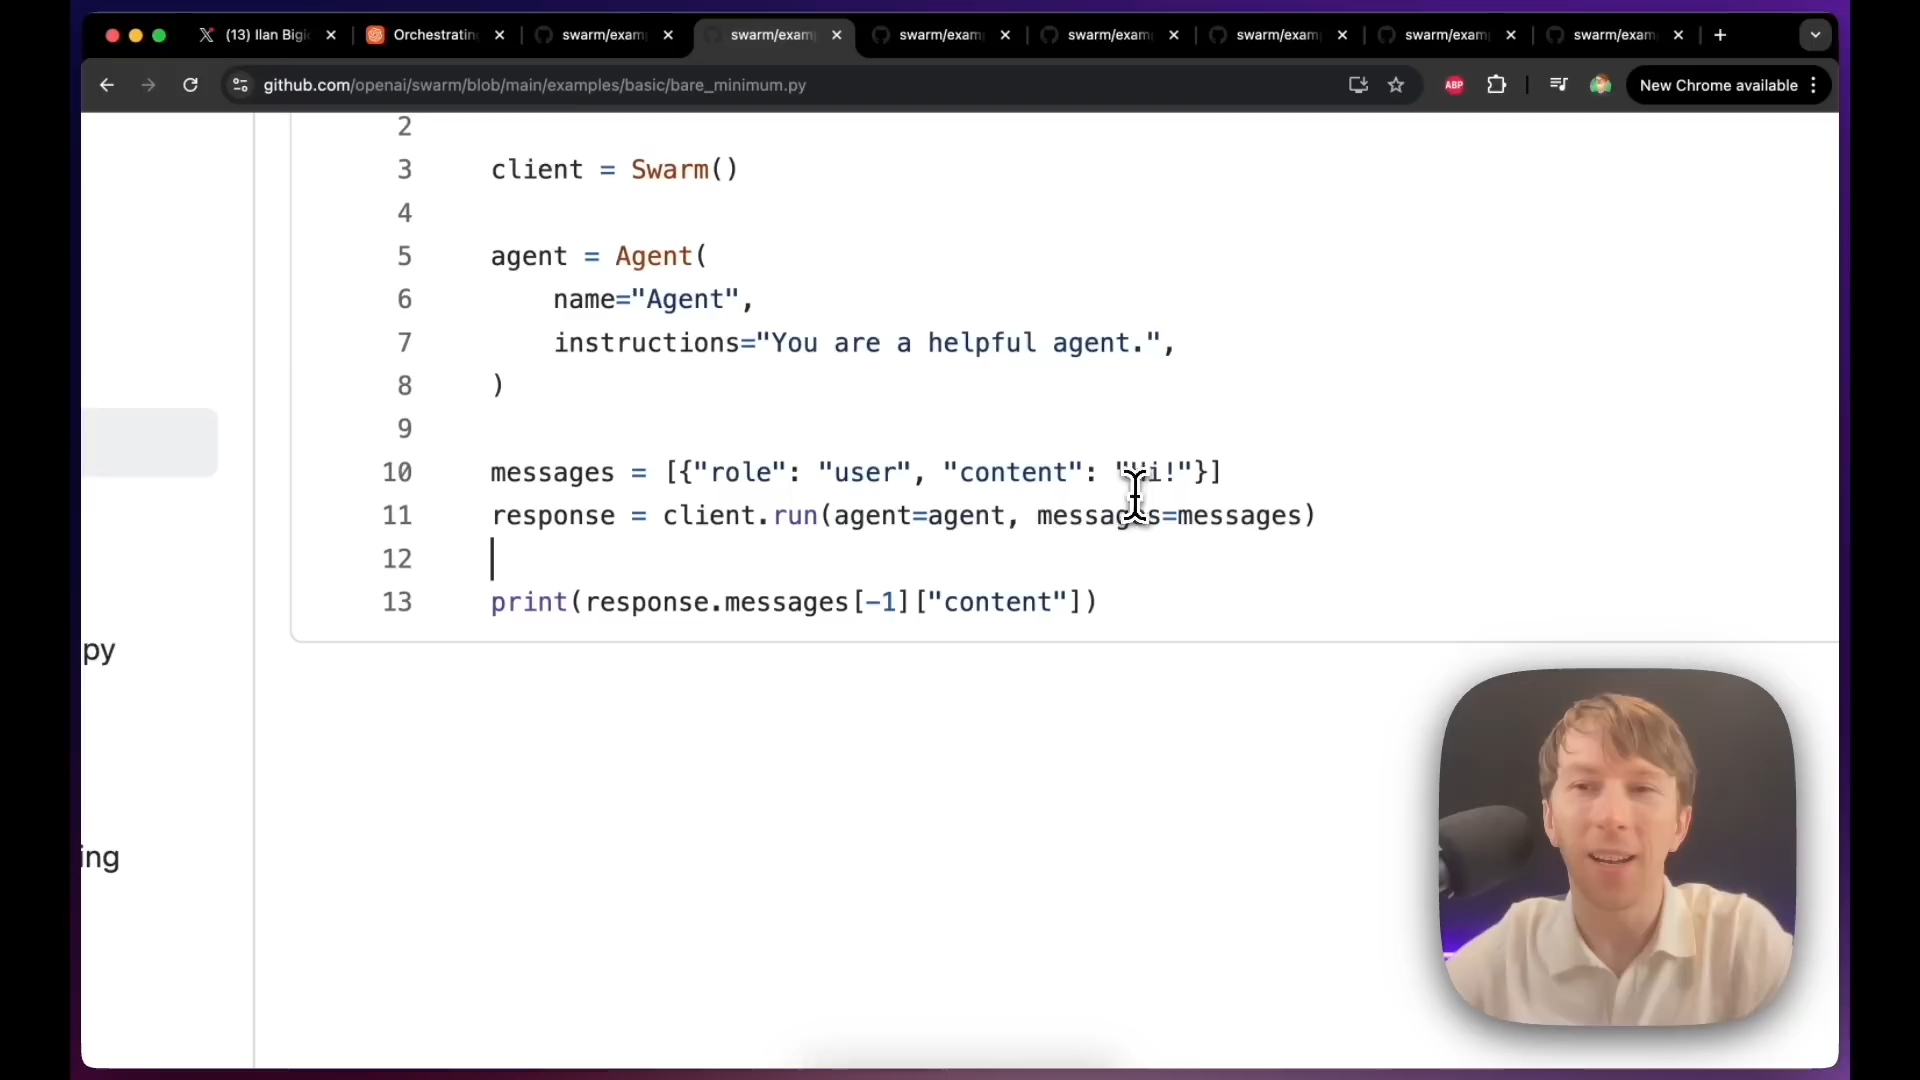 (13) Ilan Bigi
Orchestratin
swarm/exam
swarm/exam
swarm/exam
swarm/exam
swarm/exam
swarm/exam
swarm/exam
github.com/openai/swarm/blob/main/examples/basic/bare_minimum.py
ABP
New Chrome available
2
3 client = Swarm()
4
5 agent = Agent(
6 name="Agent",
7 instructions="You are a helpful agent.",
8 )
9
10 messages = [{"role": "user", "content": "Hi!"}]
11 response = client.run(agent=agent, messages=messages)
12
13 print(response.messages[-1]["content"])
py
ing